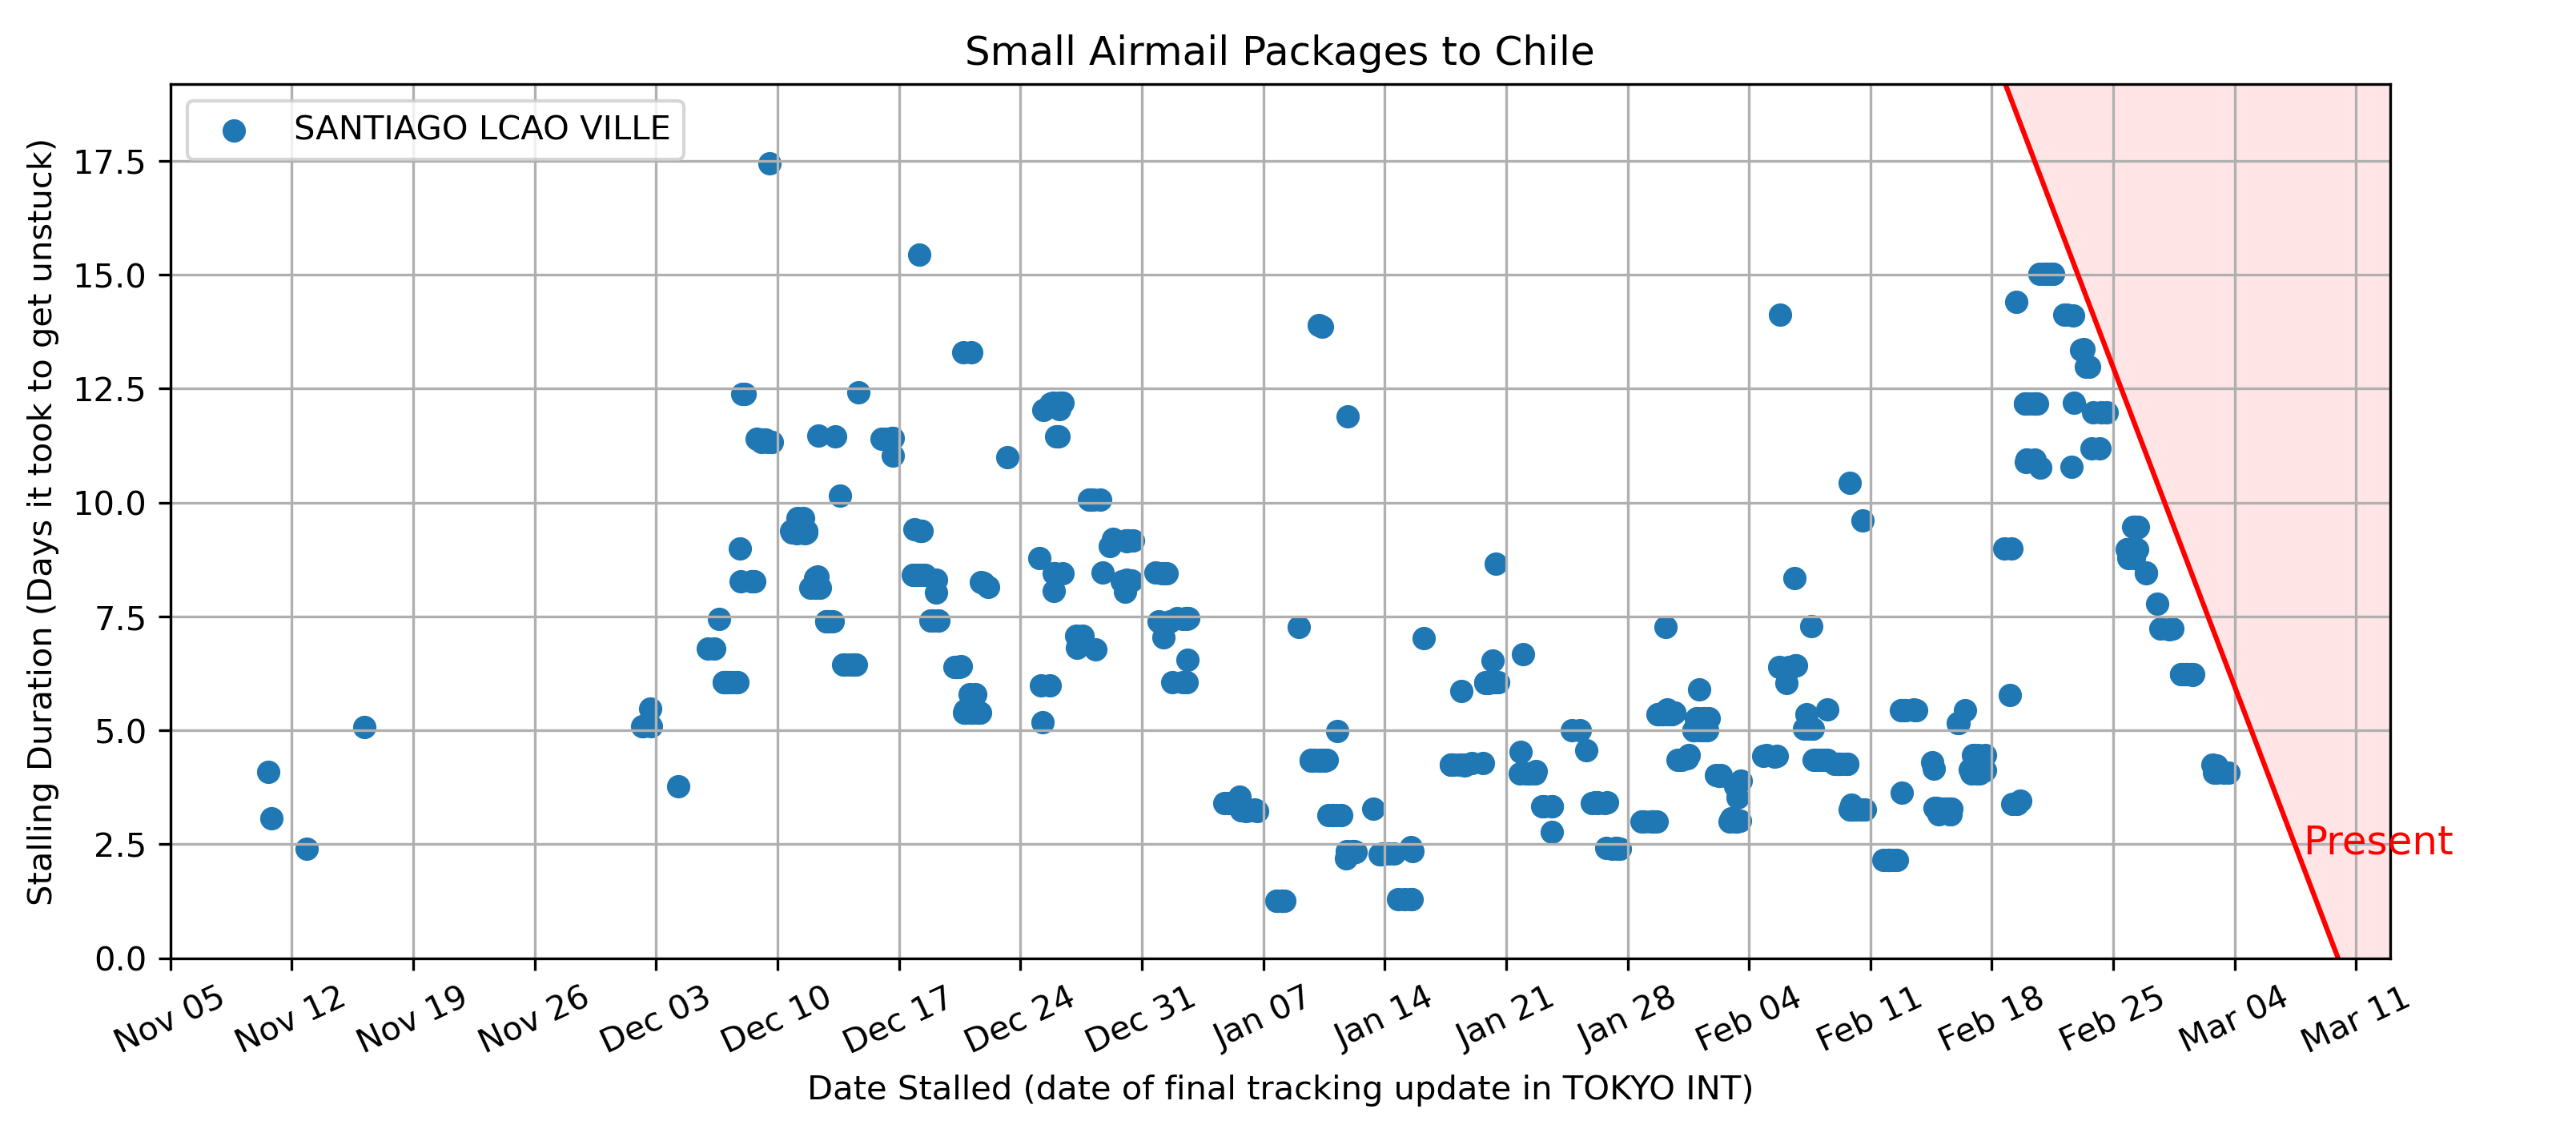 Small Airmail Packages to Chile
SANTIAGO LCAO VILLE
Stalling Duration (Days it took to get unstuck)
17.5
15.0
12.5
10.0
7.5
5.0
2.5
0.0
Present
Nov 05 Nov 12 Nov 19 Nov 26 Dec 03 Dec 10 Dec 17 Dec 24 Dec 31 Jan 07 Jan 14 Jan 21 Jan 28 Feb 04 Feb 11 Feb 18 Feb 25 Mar 04 Mar 11
Date Stalled (date of final tracking update in TOKYO INT)